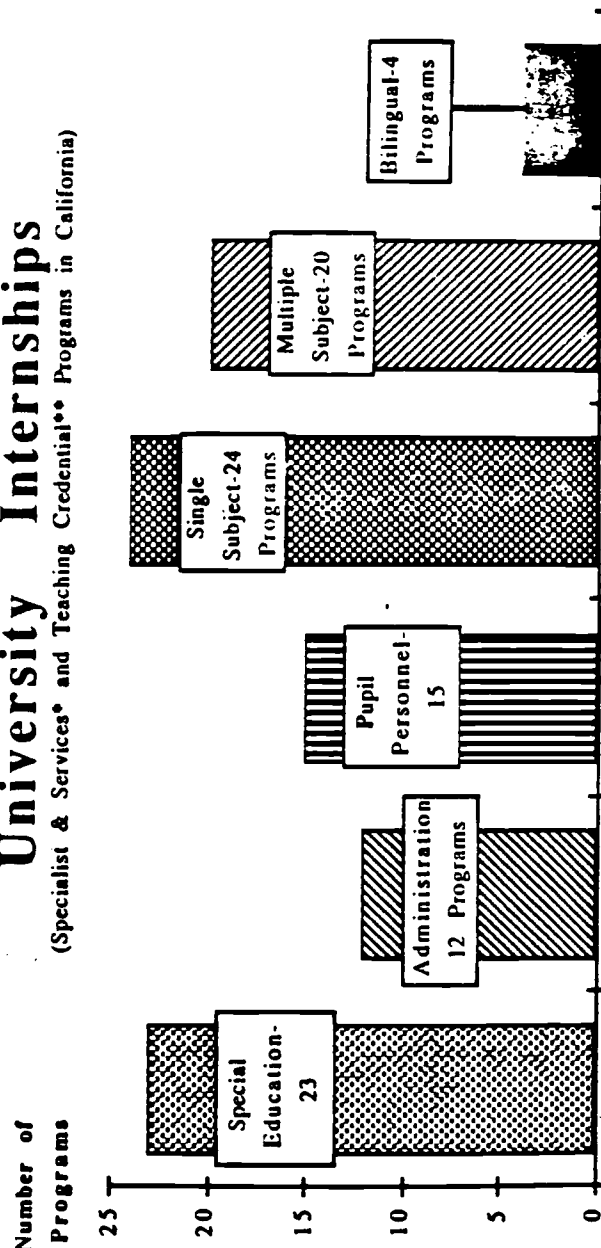 University Internships
(Specialist & Services* and Teaching Credential** Programs in California)
Number of
Programs
25
20
15
10
5
0
Special
Education-
23
Administration
12 Programs
Pupil
Personnel-
15
Single
Subject-24
Programs
Multiple
Subject-20
Programs
Bilingual-4
Programs